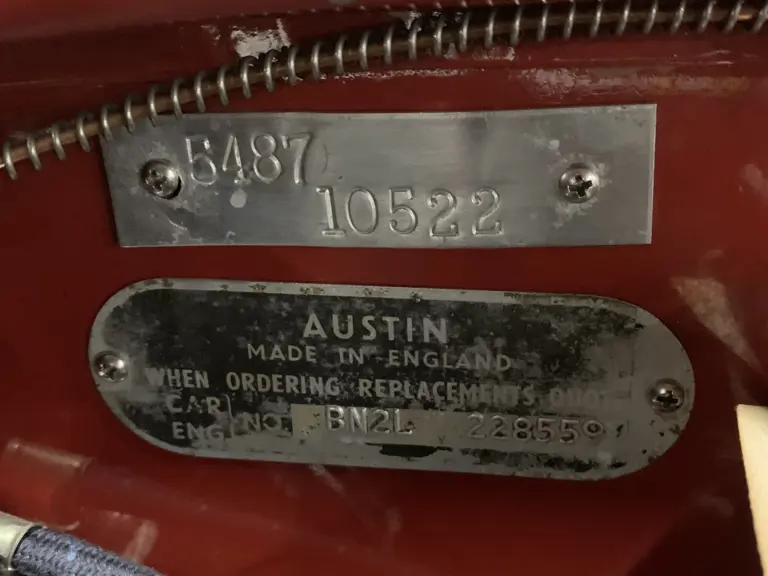 5487
10522
AUSTIN
MADE IN ENGLAND
WHEN ORDERING REPLACEMENTS QUOTE
CAR
ENG NO. BN2L 228559